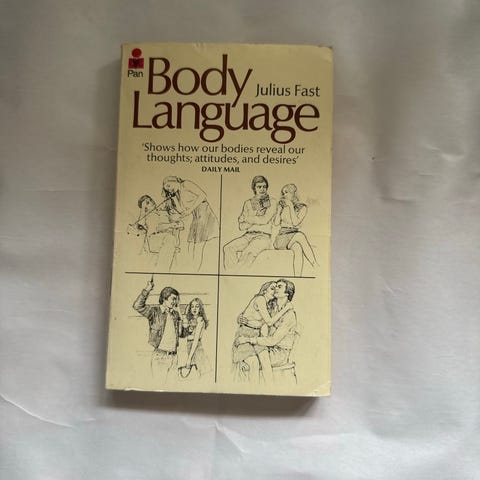 Pan
Body
Julius Fast
Language
'Shows how our bodies reveal our
thoughts; attitudes, and desires'
DAILY MAIL